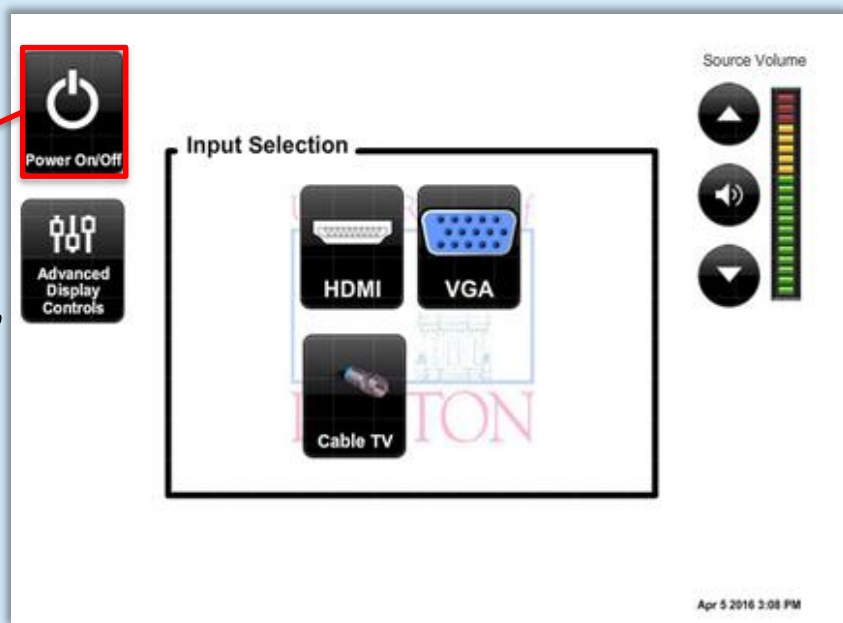 Power On/Off
Advanced
Display
Controls
Input Selection
HDMI
VGA
Cable TV
TON
Source Volume
Apr 5 2016 3:08 PM